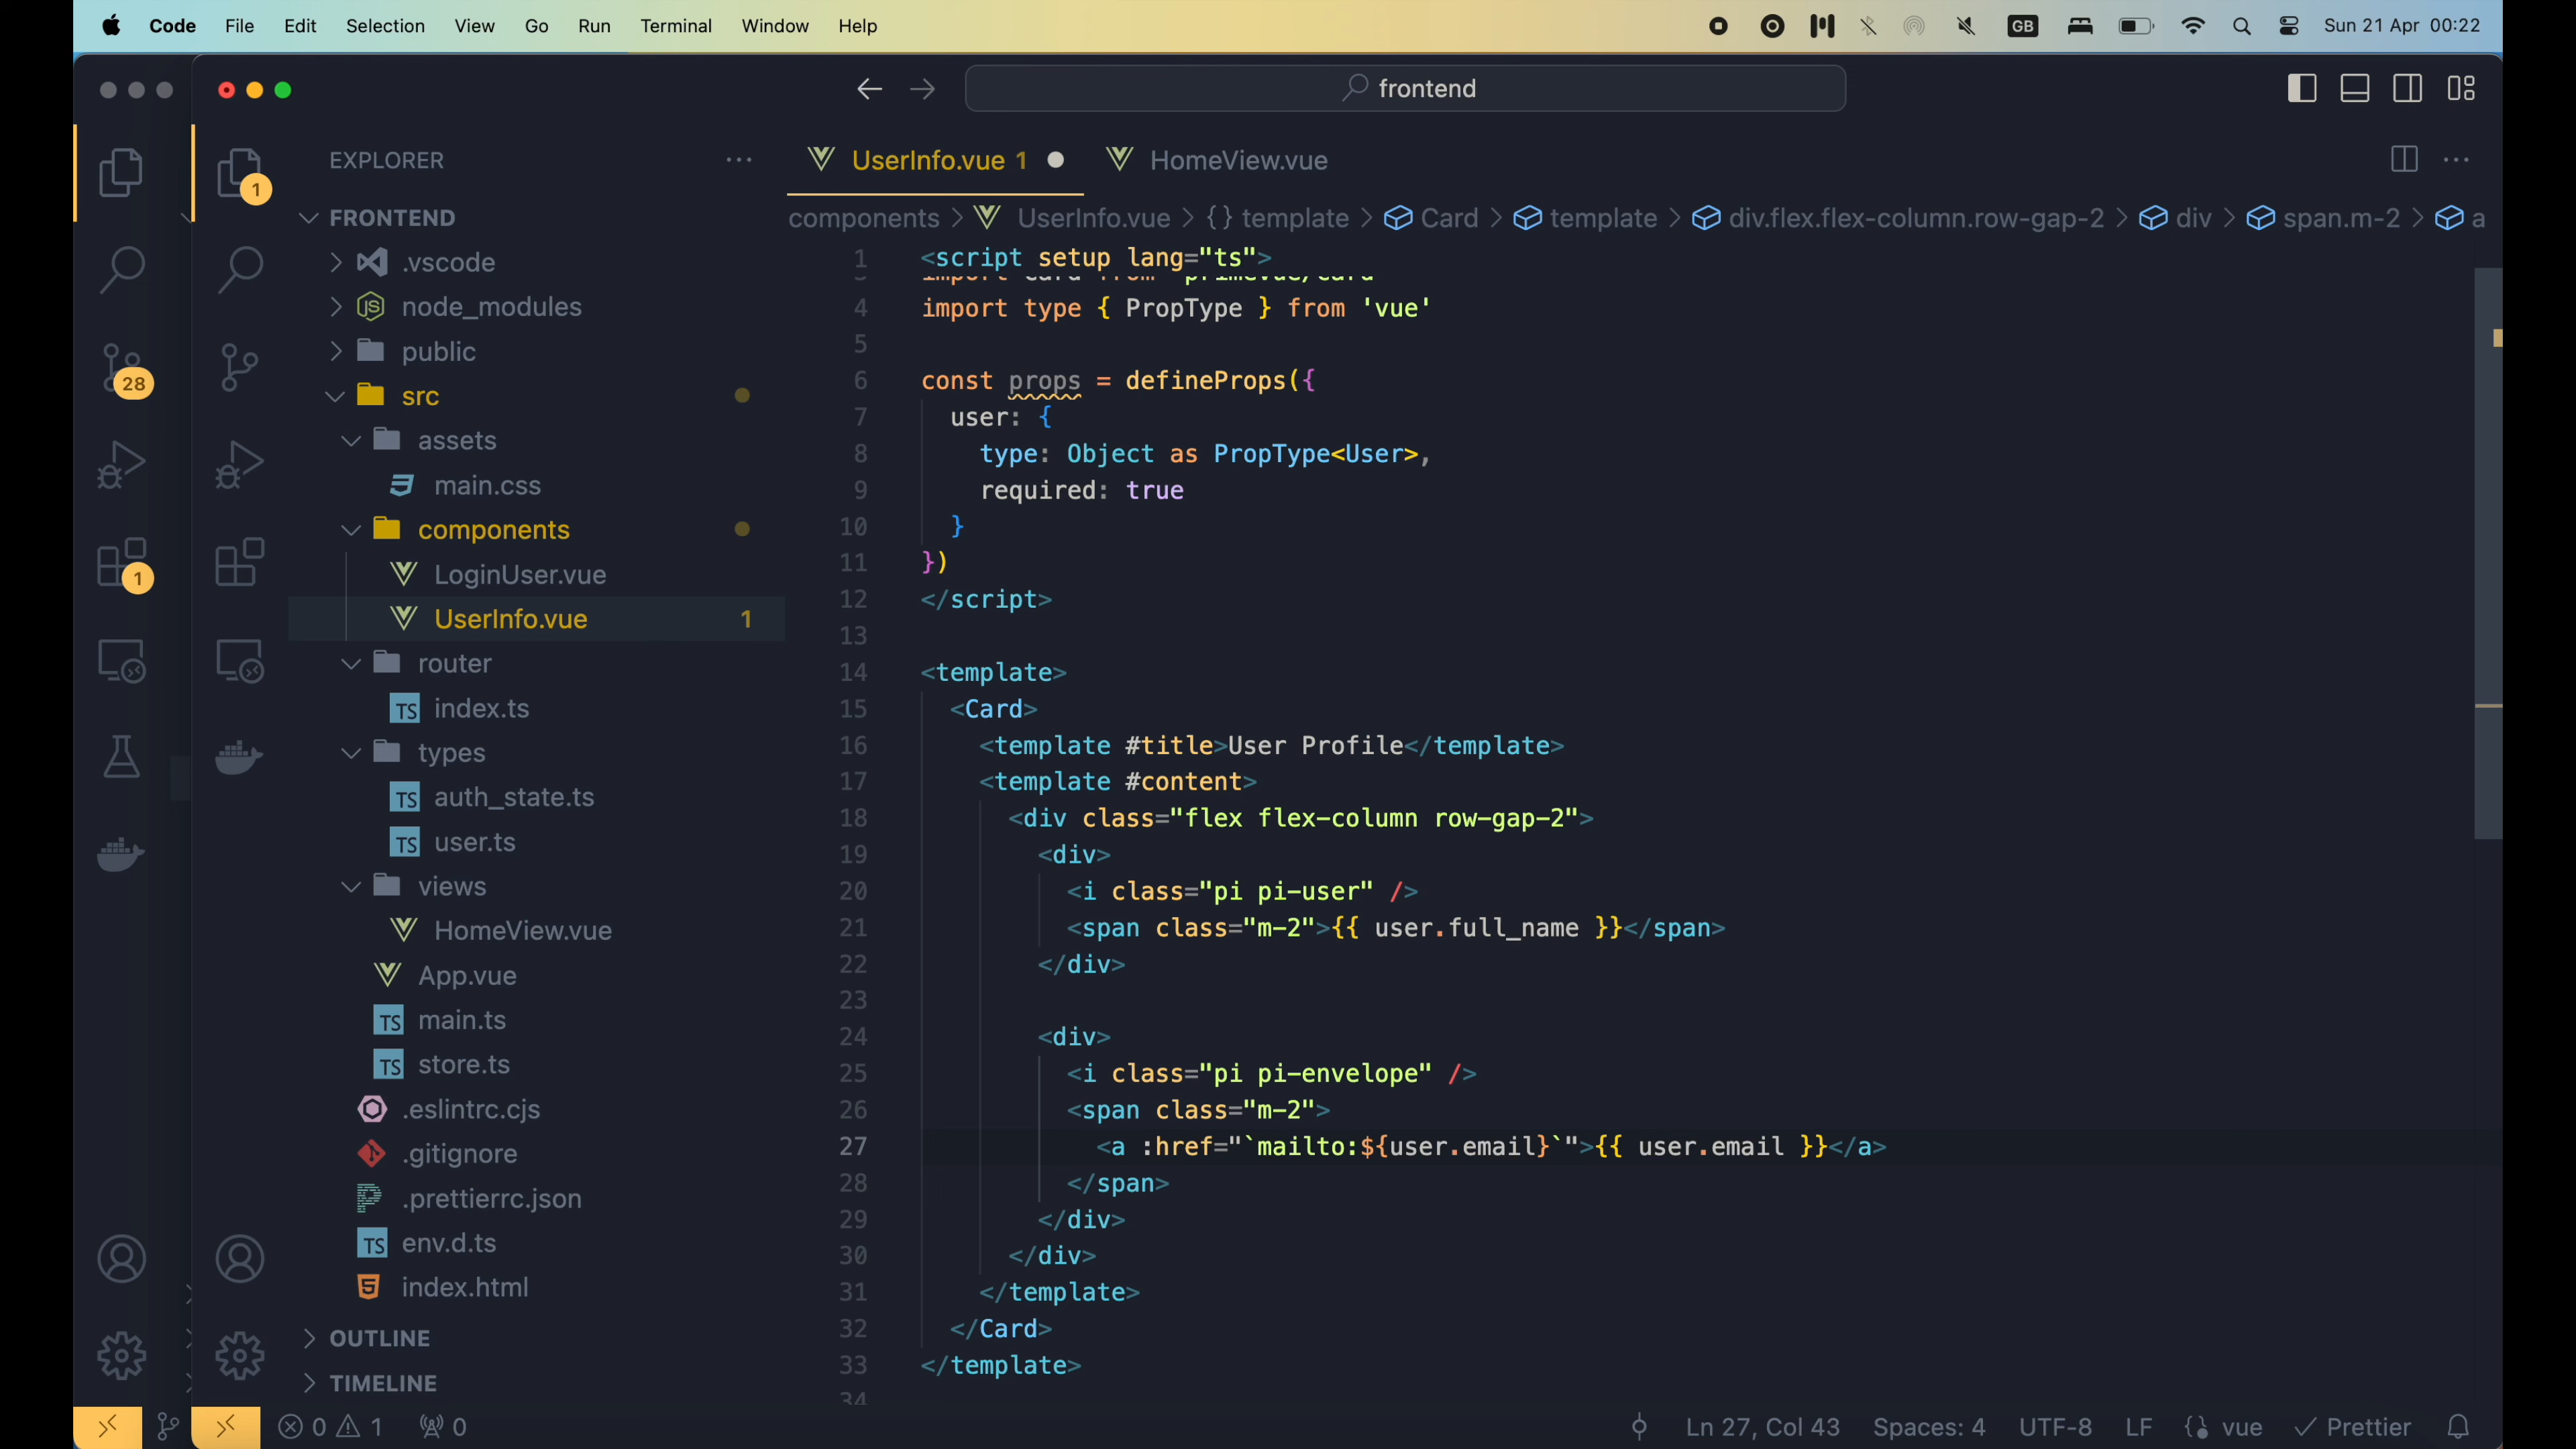 Code File Edit Selection View Go Run Terminal Window Help GB Sun 21 Apr 00:22
frontend
EXPLORER
UserInfo.vue 1
HomeView.vue
components > UserInfo.vue > {} template > Card > template > div.flex.flex-column.row-gap-2 > div > span.m-2 > a
1
28
1
FRONTEND
.vscode
node_modules
public
src
assets
main.css
components
LoginUser.vue
UserInfo.vue 1
router
TS index.ts
types
TS auth_state.ts
TS user.ts
views
HomeView.vue
App.vue
TS main.ts
TS store.ts
.eslintrc.cjs
.gitignore
.prettierrc.json
TS env.d.ts
index.html
OUTLINE
TIMELINE
1 <script setup lang="ts">
4 import type { PropType } from 'vue'
5
6 const props = defineProps({
7 user: {
8 type: Object as PropType<User>,
9 required: true
10 }
11 })
12 </script>
13
14 <template>
15 <Card>
16 <template #title>User Profile</template>
17 <template #content>
18 <div class="flex flex-column row-gap-2">
19 <div>
20 <i class="pi pi-user" />
21 <span class="m-2">{{ user.full_name }}</span>
22 </div>
23
24 <div>
25 <i class="pi pi-envelope" />
26 <span class="m-2">
27 <a :href="`mailto:${user.email}`">{{ user.email }}</a>
28 </span>
29 </div>
30 </div>
31 </template>
32 </Card>
33 </template>
34
0 1 0 Ln 27, Col 43 Spaces: 4 UTF-8 LF vue Prettier